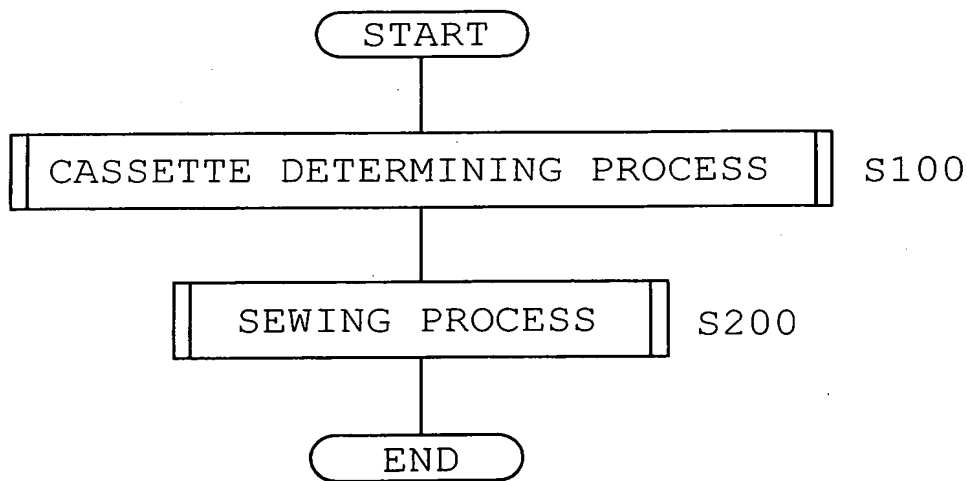 START
CASSETTE DETERMINING PROCESS S100
SEWING PROCESS S200
END